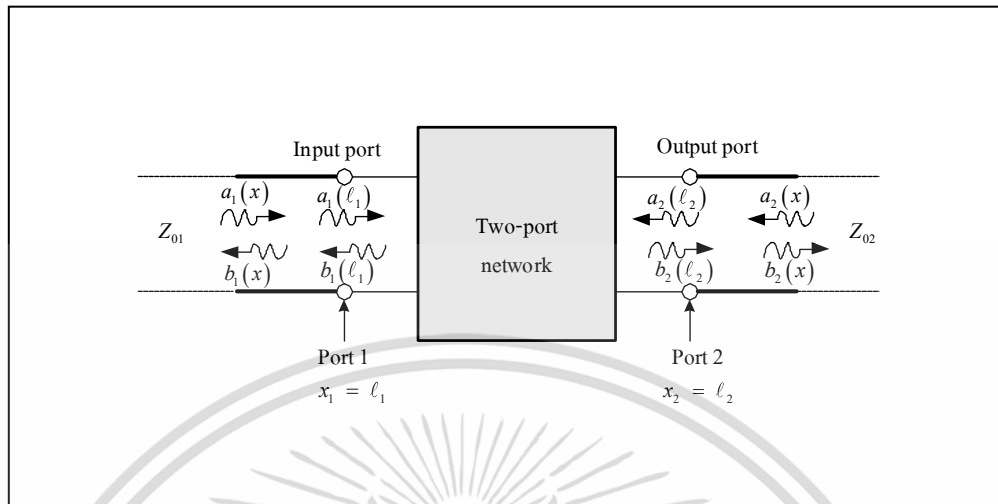 Input port
Output port
a₁(x)
a₁(ℓ₁)
a₂(ℓ₂)
a₂(x)
Z₀₁
Two-port
network
Z₀₂
b₁(x)
b₁(ℓ₁)
b₂(ℓ₂)
b₂(x)
Port 1
Port 2
x₁ = ℓ₁
x₂ = ℓ₂